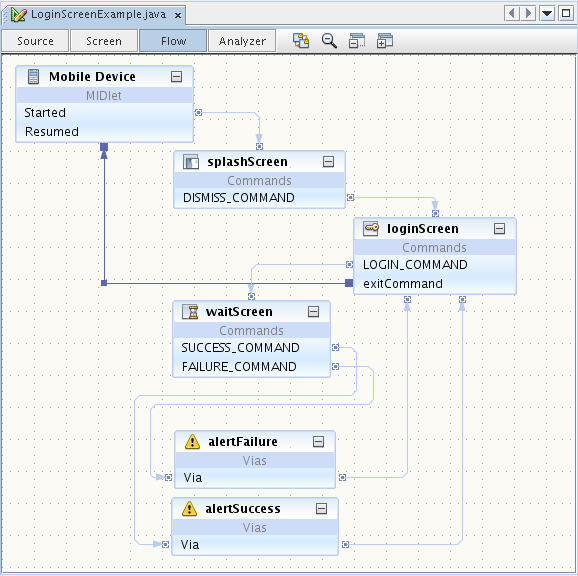 LoginScreenExample.java
Source Screen Flow Analyzer
Mobile Device
MIDlet
Started
Resumed
splashScreen
Commands
DISMISS_COMMAND
loginScreen
Commands
LOGIN_COMMAND
exitCommand
waitScreen
Commands
SUCCESS_COMMAND
FAILURE_COMMAND
alertFailure
Vias
Via
alertSuccess
Vias
Via